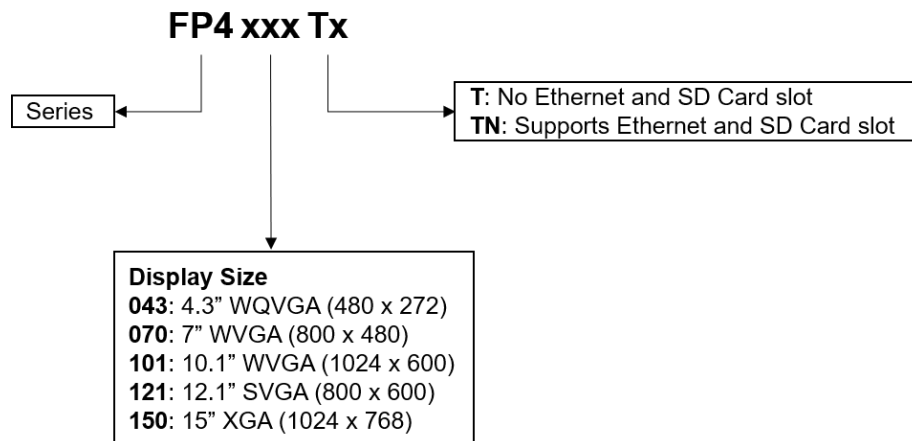 FP4 xxx Tx
Series
T: No Ethernet and SD Card slot
TN: Supports Ethernet and SD Card slot
Display Size
043: 4.3” WQVGA (480 x 272)
070: 7” WVGA (800 x 480)
101: 10.1” WVGA (1024 x 600)
121: 12.1” SVGA (800 x 600)
150: 15” XGA (1024 x 768)